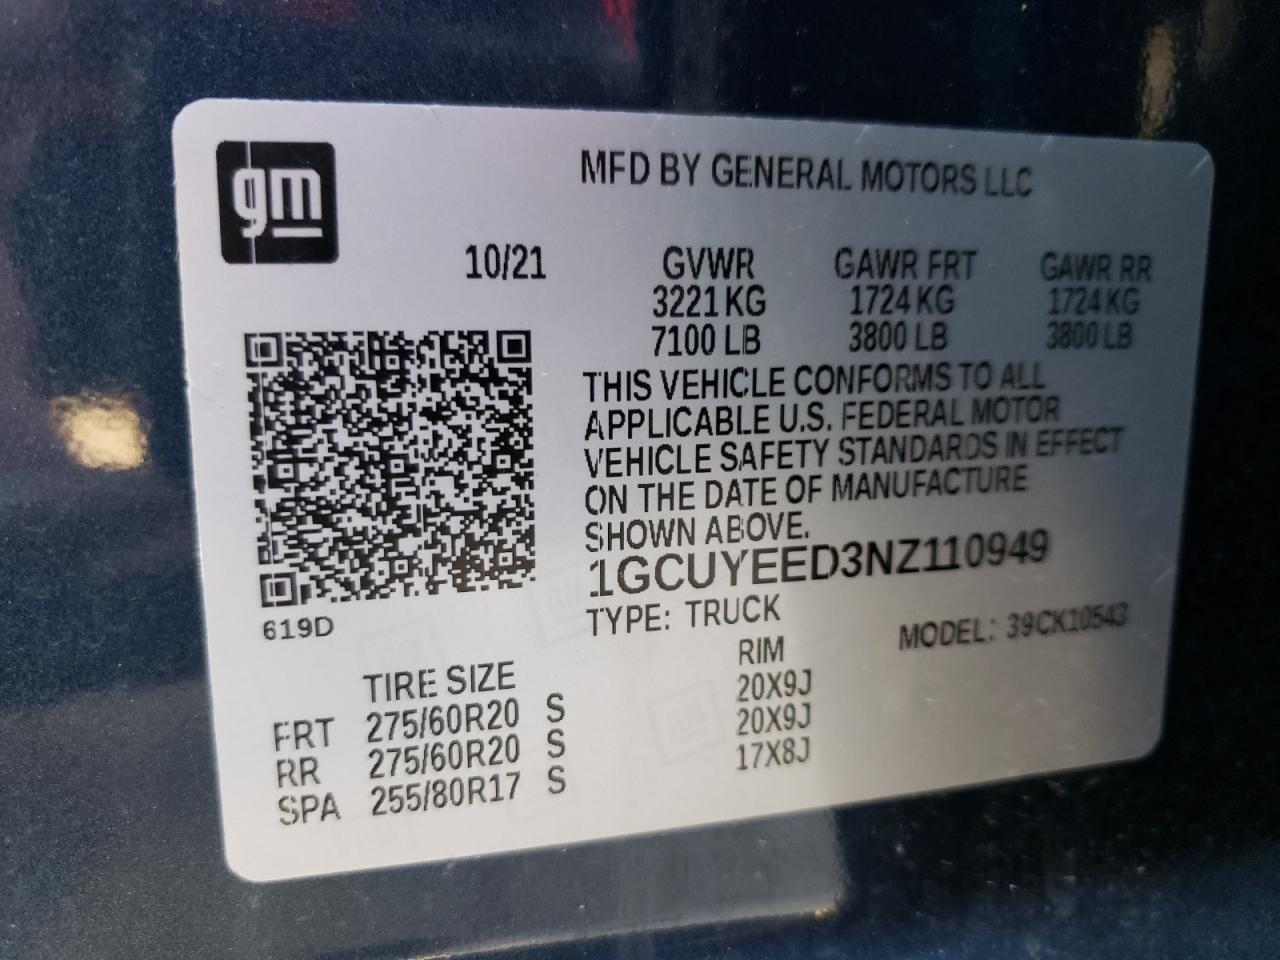 gm
MFD BY GENERAL MOTORS LLC
10/21 GVWR GAWR FRT GAWR RR
3221 KG 1724 KG 1724 KG
7100 LB 3800 LB 3800 LB
THIS VEHICLE CONFORMS TO ALL
APPLICABLE U.S. FEDERAL MOTOR
VEHICLE SAFETY STANDARDS IN EFFECT
ON THE DATE OF MANUFACTURE
SHOWN ABOVE.
1GCUYEED3NZ110949
619D
TYPE: TRUCK MODEL: 39CK10543
TIRE SIZE RIM
FRT 275/60R20 S 20X9J
RR 275/60R20 S 20X9J
SPA 255/80R17 S 17X8J